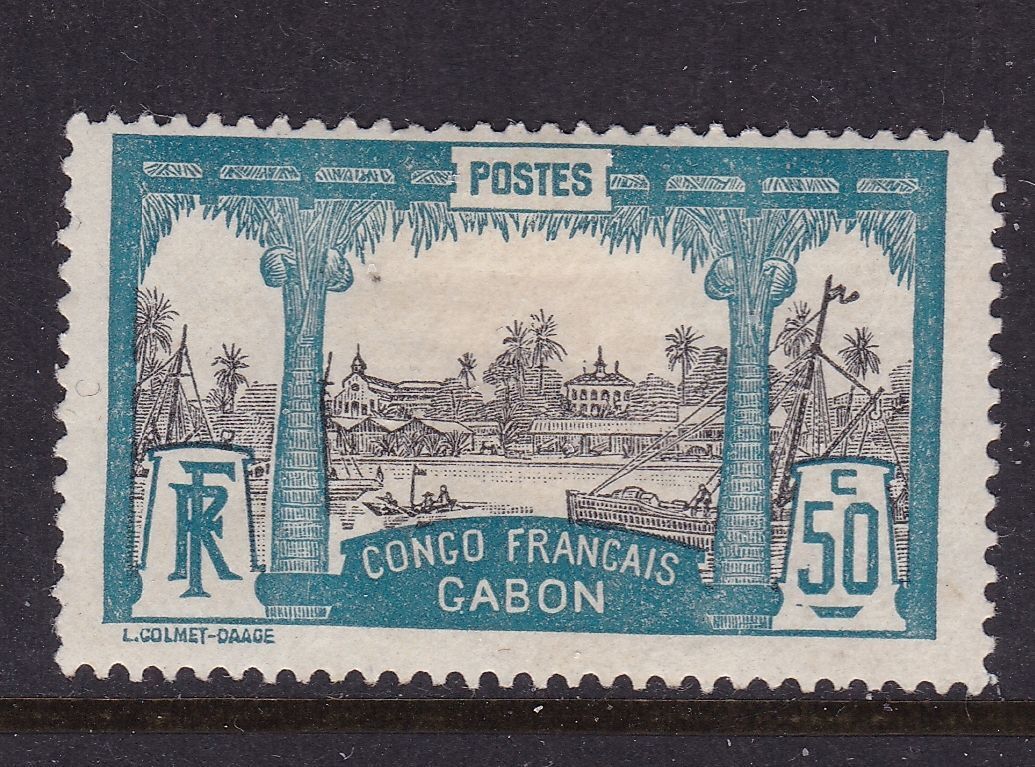 POSTES
RF
C
50
CONGO FRANCAIS
GABON
L.COLMET-DAAGE